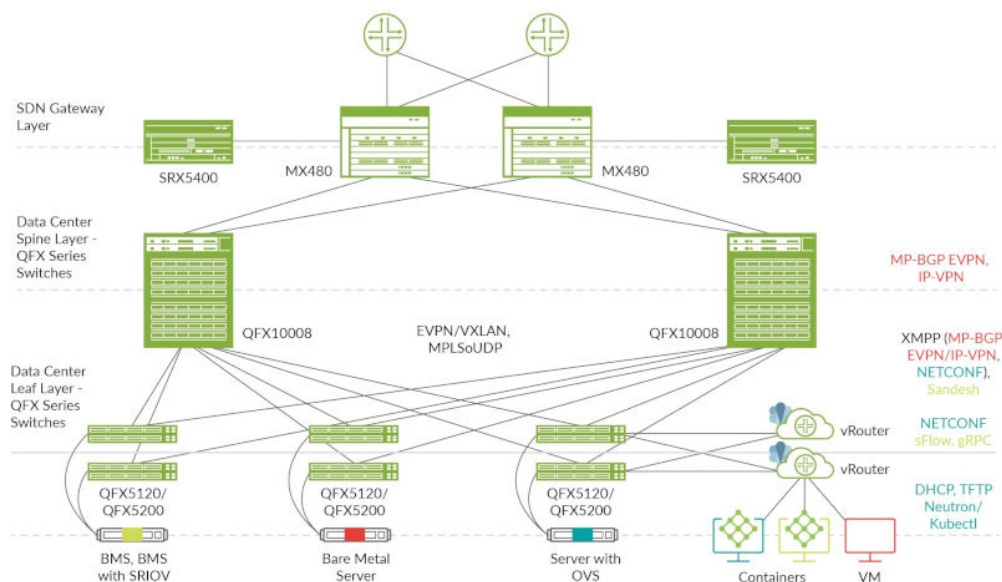 SDN Gateway
Layer
SRX5400
MX480
MX480
SRX5400
Data Center
Spine Layer -
QFX Series
Switches
MP-BGP EVPN,
IP-VPN
QFX10008
EVPN/VXLAN,
MPLSoUDP
QFX10008
XMPP (MP-BGP
EVPN/IP-VPN,
NETCONF),
Sandesh
Data Center
Leaf Layer -
QFX Series
Switches
vRouter
NETCONF
sFlow, gRPC
vRouter
QFX5120/
QFX5200
QFX5120/
QFX5200
QFX5120/
QFX5200
DHCP, TFTP
Neutron/
Kubectl
BMS, BMS
with SRIOV
Bare Metal
Server
Server with
OVS
Containers
VM